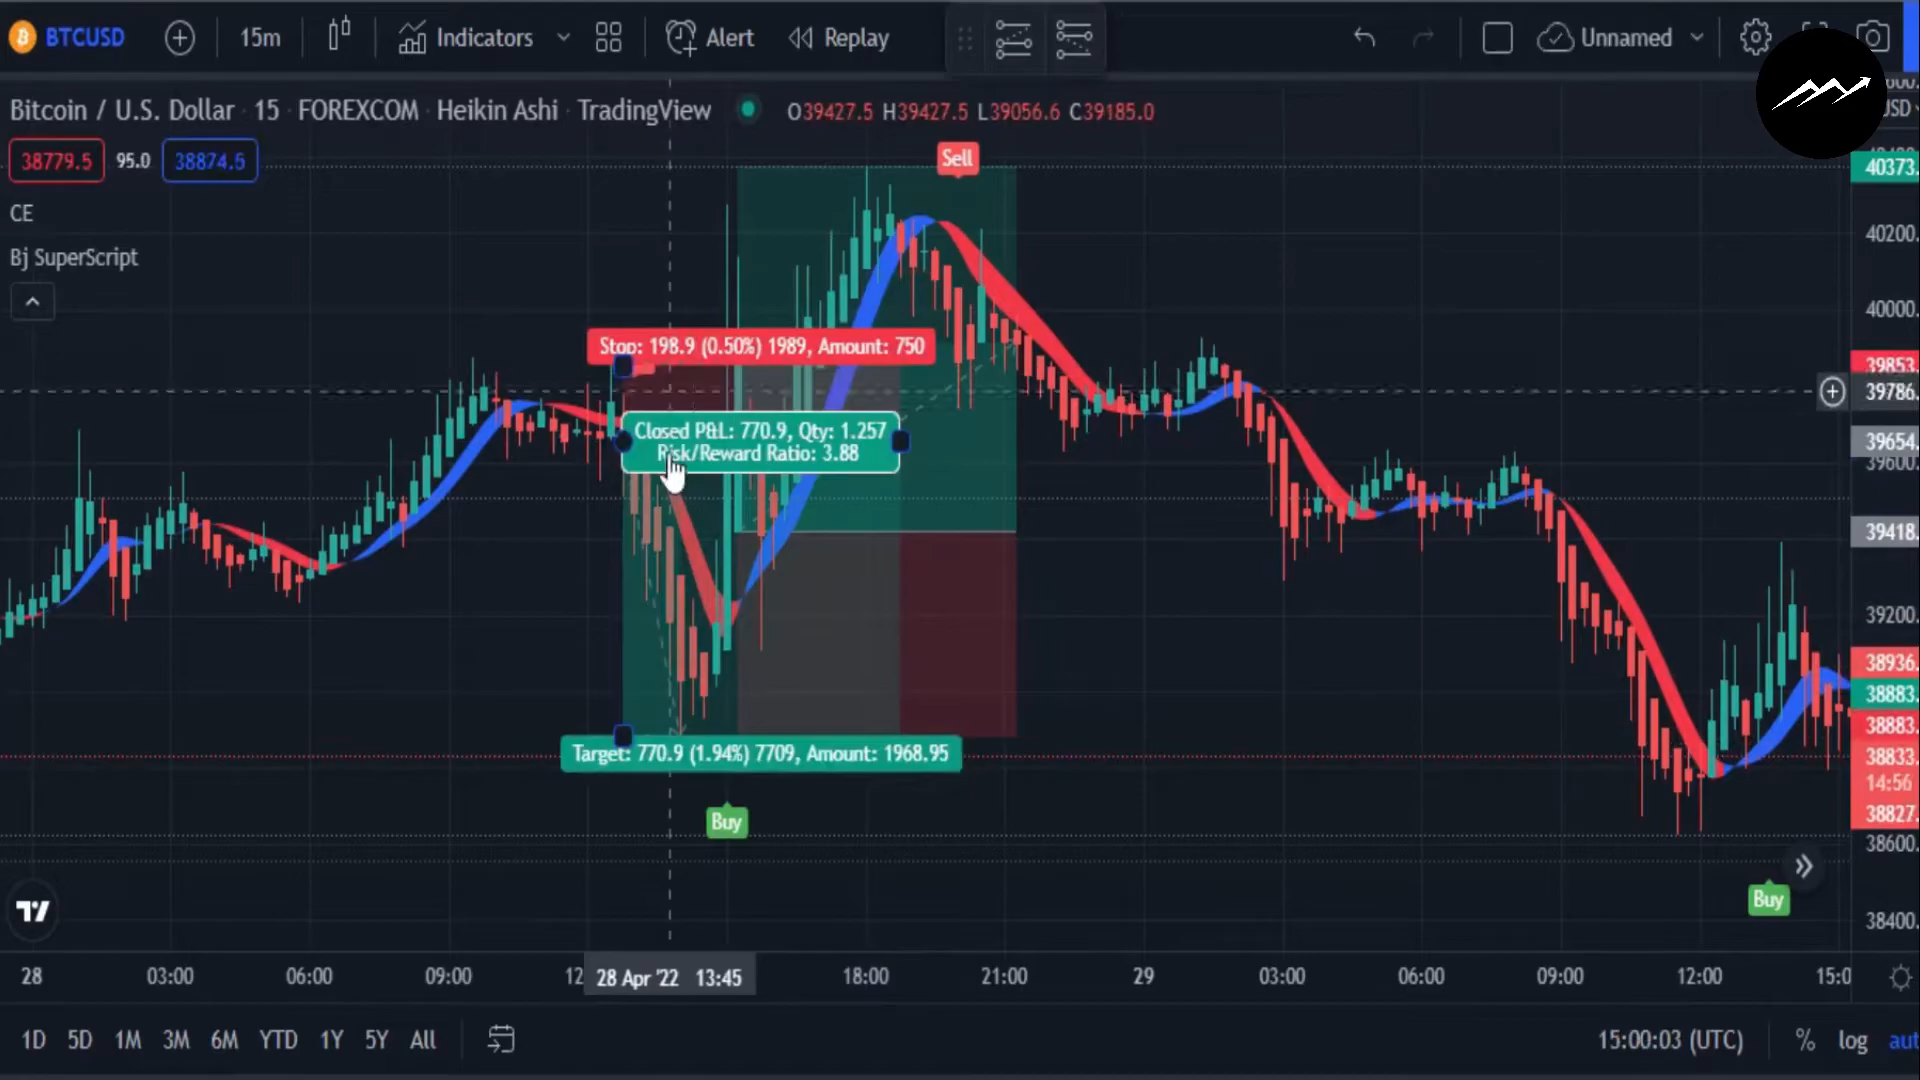 BTCUSD 15m Indicators Alert Replay Unnamed
Bitcoin / U.S. Dollar · 15 · FOREXCOM · Heikin Ashi · TradingView O39427.5 H39427.5 L39056.6 C39185.0
38779.5 95.0 38874.5
CE
Bj SuperScript
Sell
Stop: 198.9 (0.50%) 1989, Amount: 750
Closed P&L: 770.9, Qty: 1.257
Risk/Reward Ratio: 3.88
Target: 770.9 (1.94%) 7709, Amount: 1968.95
Buy
Buy
40373.
40200.
40000.
39853.
39786.
39654.
39600.
39418.
39200.
38936.
38883.
38883.
38833.
14:56
38827.
38600.
38400.
28 03:00 06:00 09:00 12 28 Apr '22 13:45 18:00 21:00 29 03:00 06:00 09:00 12:00 15:0
1D 5D 1M 3M 6M YTD 1Y 5Y All 15:00:03 (UTC) % log aut